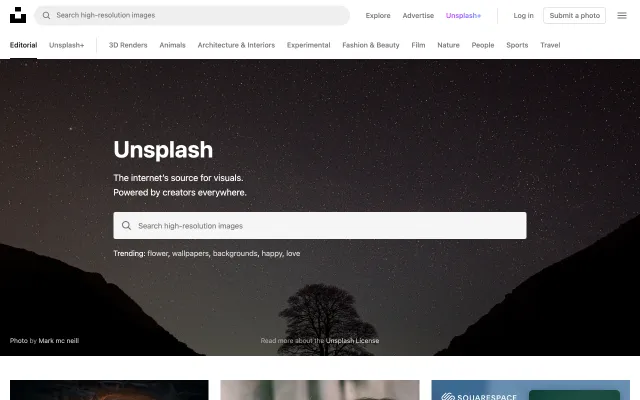 Search high-resolution images
Explore
Advertise
Unsplash+
Log in
Submit a photo
Editorial
Unsplash+
3D Renders
Animals
Architecture & Interiors
Experimental
Fashion & Beauty
Film
Nature
People
Sports
Travel
Unsplash
The internet's source for visuals.
Powered by creators everywhere.
Search high-resolution images
Trending: flower, wallpapers, backgrounds, happy, love
Photo by Mark mc neill
Read more about the Unsplash License
SQUARESPACE